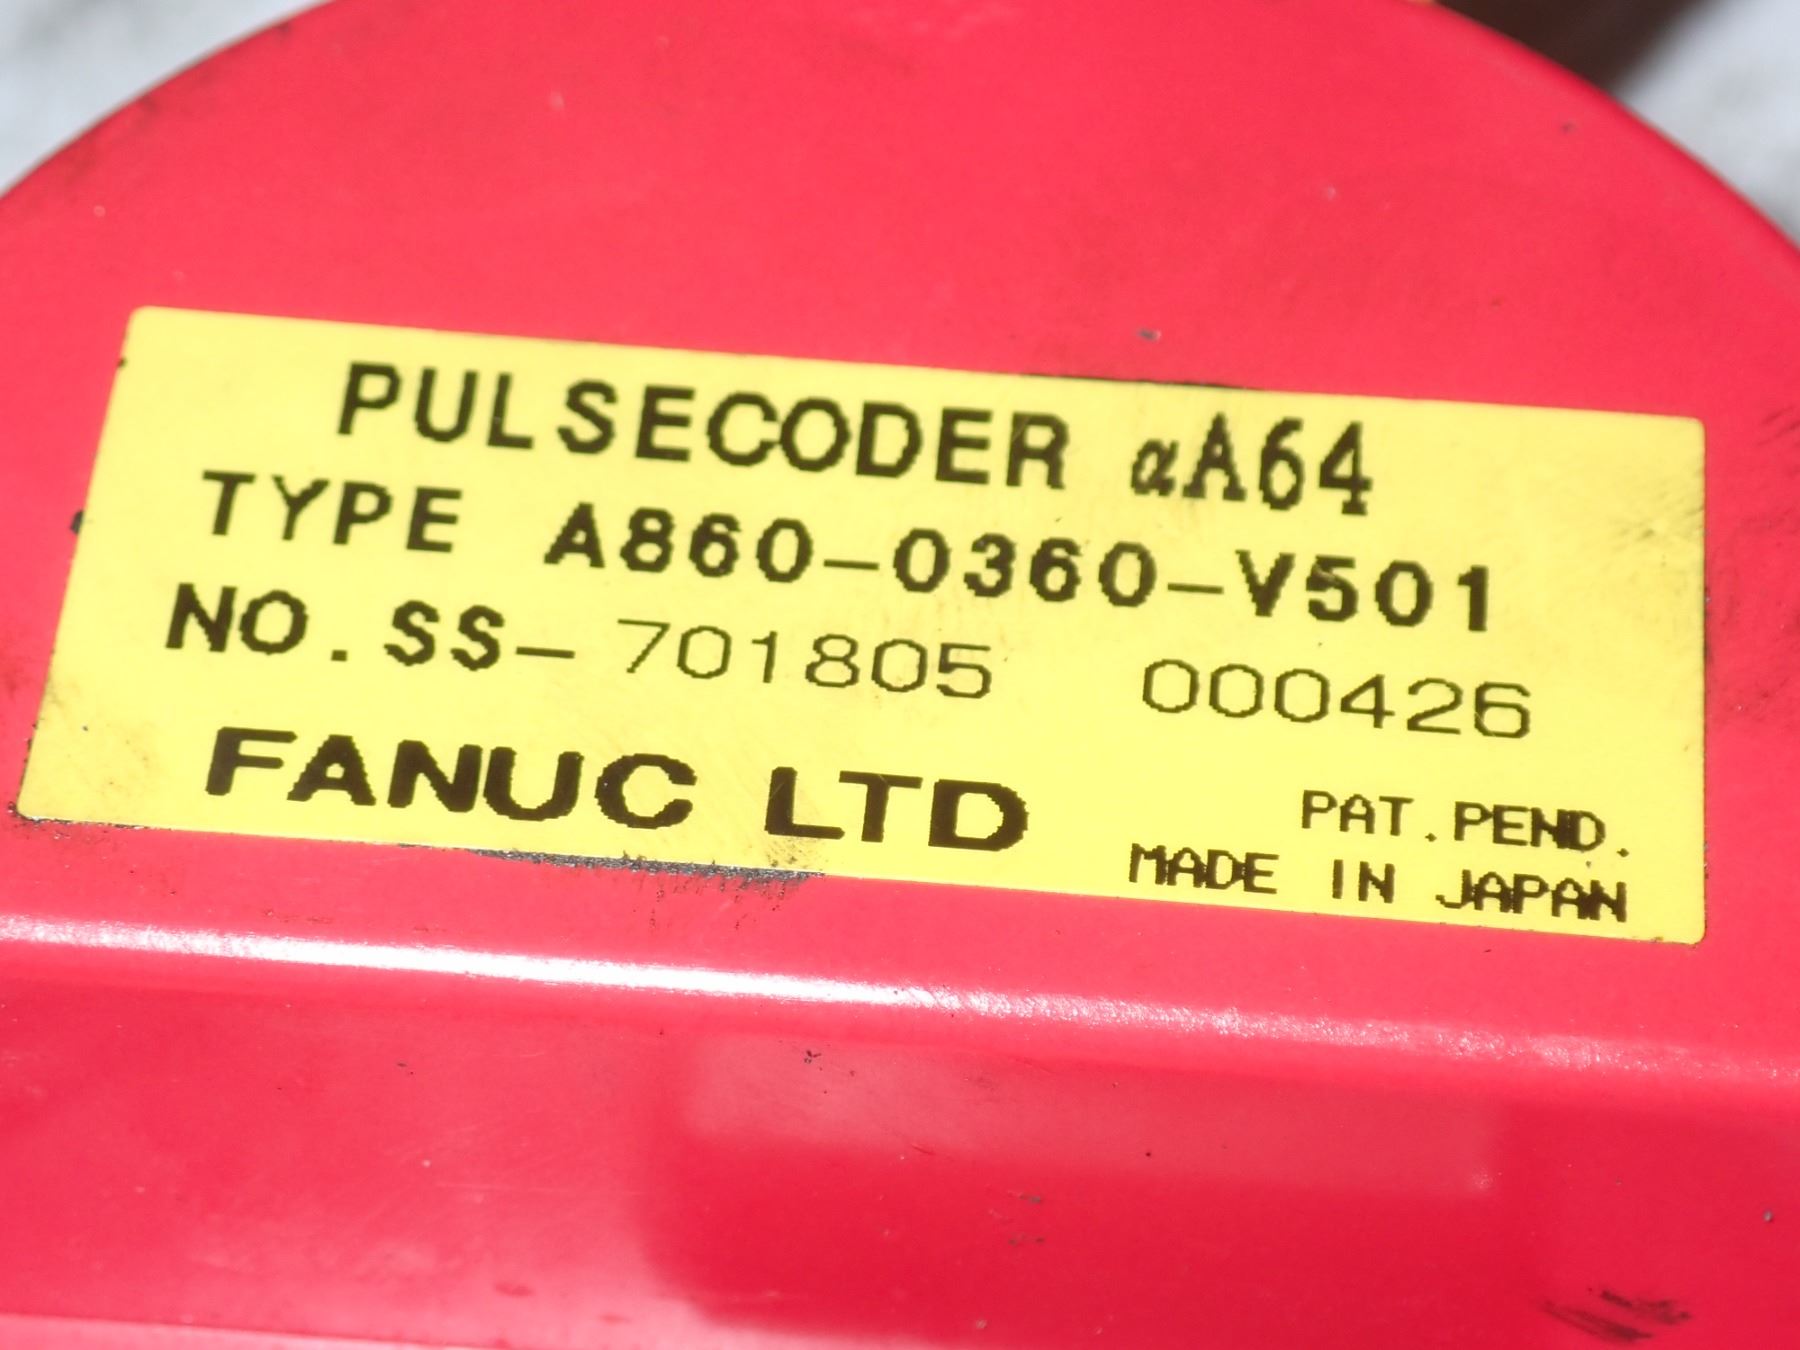 PULSECODER αA64
TYPE A860-0360-V501
NO.SS-701805 000426
FANUC LTD
PAT.PEND.
MADE IN JAPAN